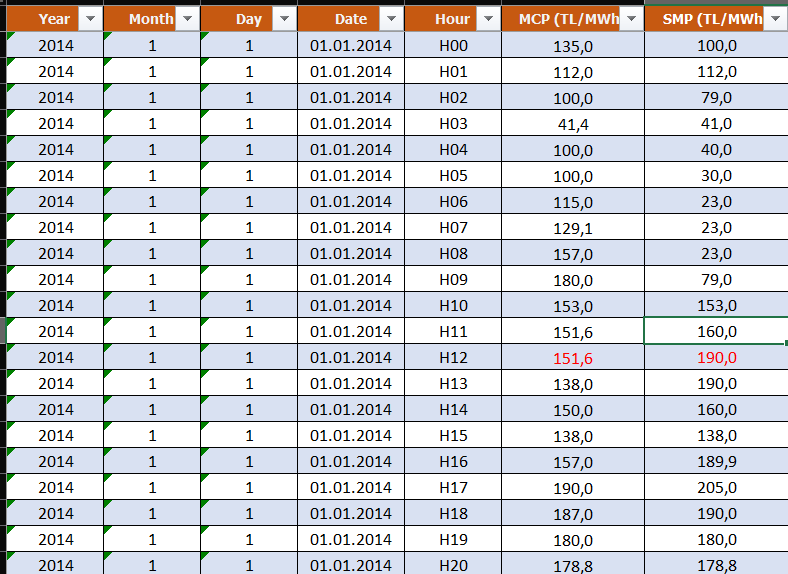 Year Month Day Date Hour MCP (TL/MWh SMP (TL/MWh
2014 1 1 01.01.2014 H00 135,0 100,0
2014 1 1 01.01.2014 H01 112,0 112,0
2014 1 1 01.01.2014 H02 100,0 79,0
2014 1 1 01.01.2014 H03 41,4 41,0
2014 1 1 01.01.2014 H04 100,0 40,0
2014 1 1 01.01.2014 H05 100,0 30,0
2014 1 1 01.01.2014 H06 115,0 23,0
2014 1 1 01.01.2014 H07 129,1 23,0
2014 1 1 01.01.2014 H08 157,0 23,0
2014 1 1 01.01.2014 H09 180,0 79,0
2014 1 1 01.01.2014 H10 153,0 153,0
2014 1 1 01.01.2014 H11 151,6 160,0
2014 1 1 01.01.2014 H12 151,6 190,0
2014 1 1 01.01.2014 H13 138,0 190,0
2014 1 1 01.01.2014 H14 150,0 160,0
2014 1 1 01.01.2014 H15 138,0 138,0
2014 1 1 01.01.2014 H16 157,0 189,9
2014 1 1 01.01.2014 H17 190,0 205,0
2014 1 1 01.01.2014 H18 187,0 190,0
2014 1 1 01.01.2014 H19 180,0 180,0
2014 1 1 01.01.2014 H20 178,8 178,8